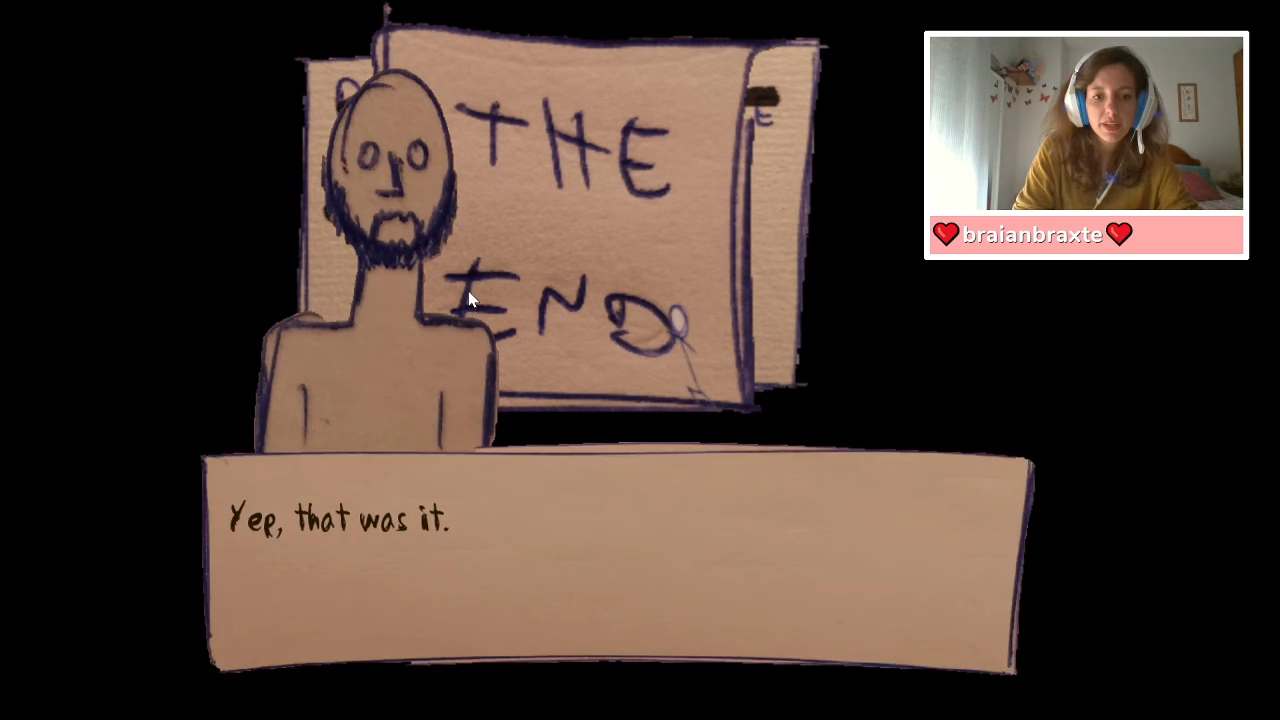 THE
END
E
braianbraxte
Yep, that was it.